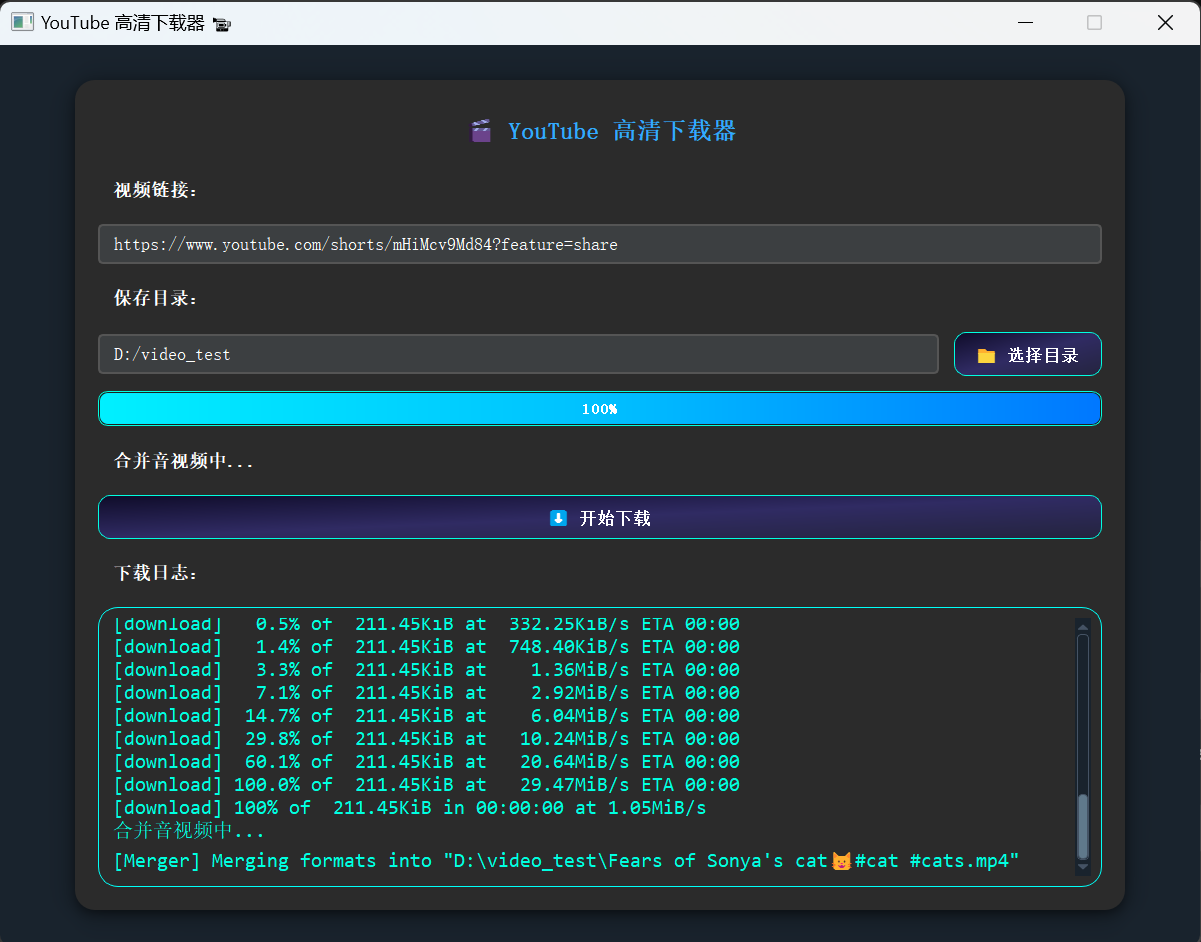 YouTube 高清下载器
YouTube 高清下载器
视频链接：
https://www.youtube.com/shorts/mHiMcv9Md84?feature=share
保存目录：
D:/video_test
选择目录
100%
合并音视频中...
开始下载
下载日志：
[download]   0.5% of  211.45KiB at  332.25KiB/s ETA 00:00
[download]   1.4% of  211.45KiB at  748.40KiB/s ETA 00:00
[download]   3.3% of  211.45KiB at    1.36MiB/s ETA 00:00
[download]   7.1% of  211.45KiB at    2.92MiB/s ETA 00:00
[download]  14.7% of  211.45KiB at    6.04MiB/s ETA 00:00
[download]  29.8% of  211.45KiB at   10.24MiB/s ETA 00:00
[download]  60.1% of  211.45KiB at   20.64MiB/s ETA 00:00
[download] 100.0% of  211.45KiB at   29.47MiB/s ETA 00:00
[download] 100% of  211.45KiB in 00:00:00 at 1.05MiB/s
合并音视频中...
[Merger] Merging formats into "D:\video_test\Fears of Sonya's cat🐱#cat #cats.mp4"